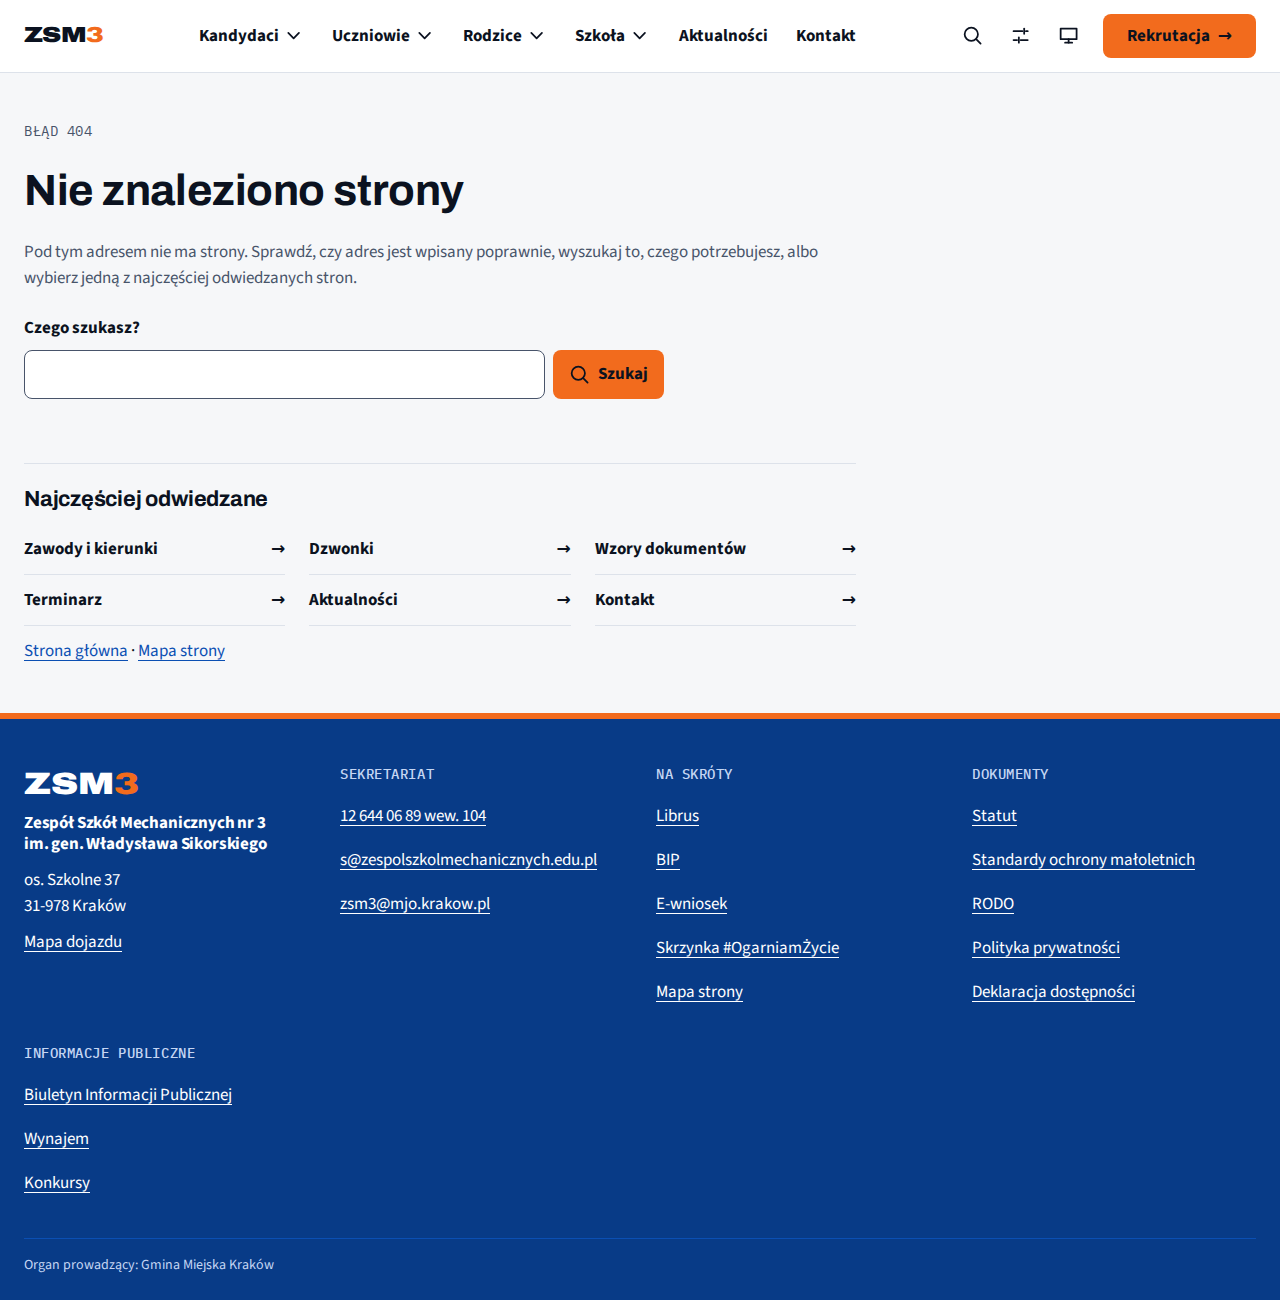 ZSM3
Kandydaci
Uczniowie
Rodzice
Szkoła
Aktualności
Kontakt
Rekrutacja →
BŁĄD 404
Nie znaleziono strony
Pod tym adresem nie ma strony. Sprawdź, czy adres jest wpisany poprawnie, wyszukaj to, czego potrzebujesz, albo
wybierz jedną z najczęściej odwiedzanych stron.
Czego szukasz?
Szukaj
Najczęściej odwiedzane
Zawody i kierunki →
Dzwonki →
Wzory dokumentów →
Terminarz →
Aktualności →
Kontakt →
Strona główna · Mapa strony
ZSM3
Zespół Szkół Mechanicznych nr 3
im. gen. Władysława Sikorskiego
os. Szkolne 37
31-978 Kraków
Mapa dojazdu
SEKRETARIAT
12 644 06 89 wew. 104
s@zespolszkolmechanicznych.edu.pl
zsm3@mjo.krakow.pl
NA SKRÓTY
Librus
BIP
E-wniosek
Skrzynka #OgarniamŻycie
Mapa strony
DOKUMENTY
Statut
Standardy ochrony małoletnich
RODO
Polityka prywatności
Deklaracja dostępności
INFORMACJE PUBLICZNE
Biuletyn Informacji Publicznej
Wynajem
Konkursy
Organ prowadzący: Gmina Miejska Kraków